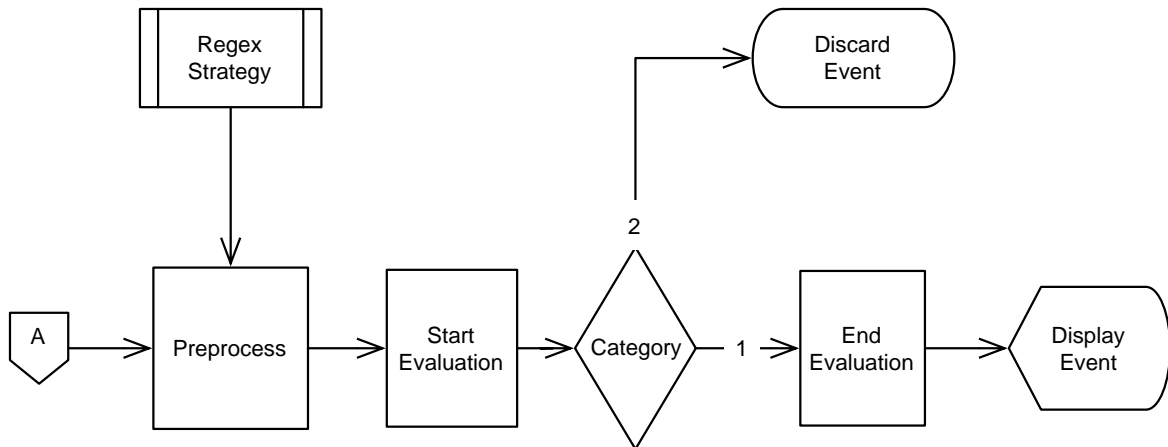 Regex
Strategy
Discard
Event
2
A
Preprocess
Start
Evaluation
Category
1
End
Evaluation
Display
Event